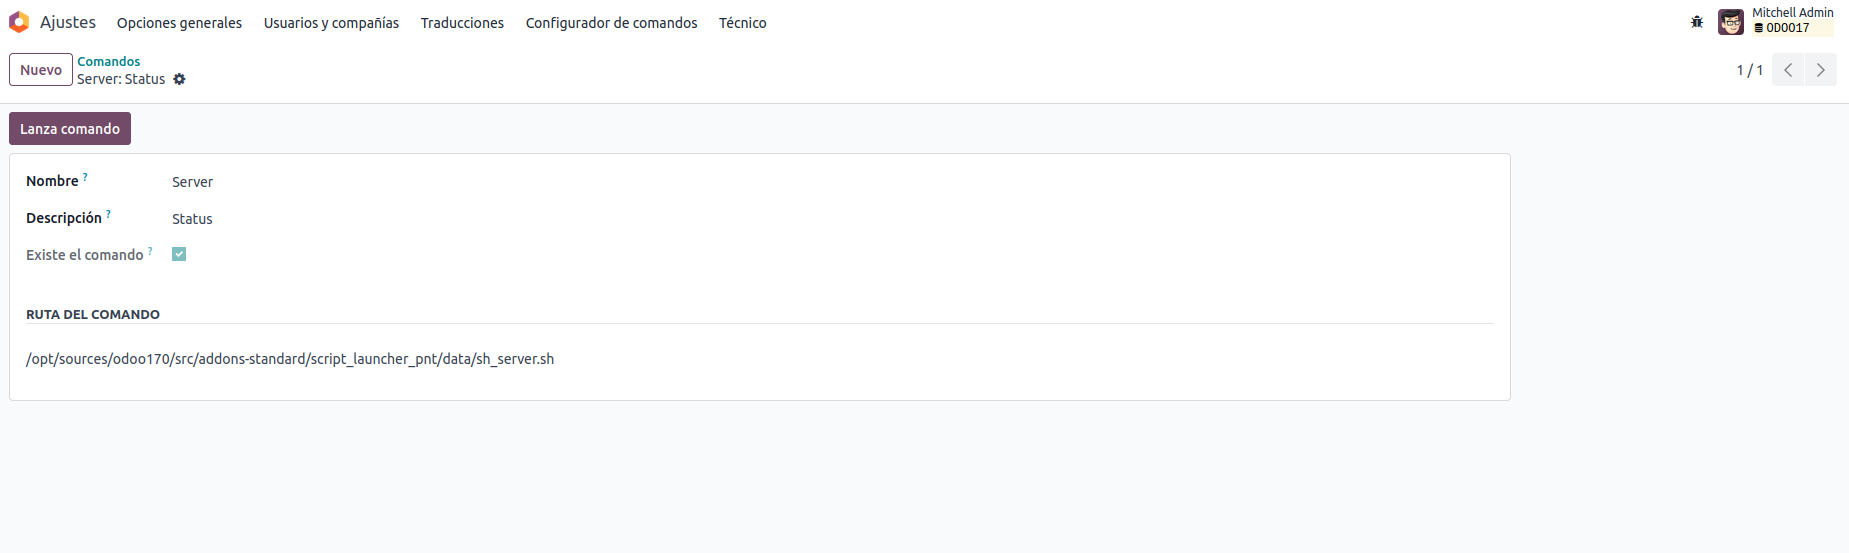 Ajustes Opciones generales Usuarios y compañías Traducciones Configurador de comandos Técnico
Mitchell Admin
ODOO17
Nuevo
Comandos
Server: Status
1 / 1
Lanza comando
Nombre ? Server
Descripción ? Status
Existe el comando ?
RUTA DEL COMANDO
/opt/sources/odoo170/src/addons-standard/script_launcher_pnt/data/sh_server.sh